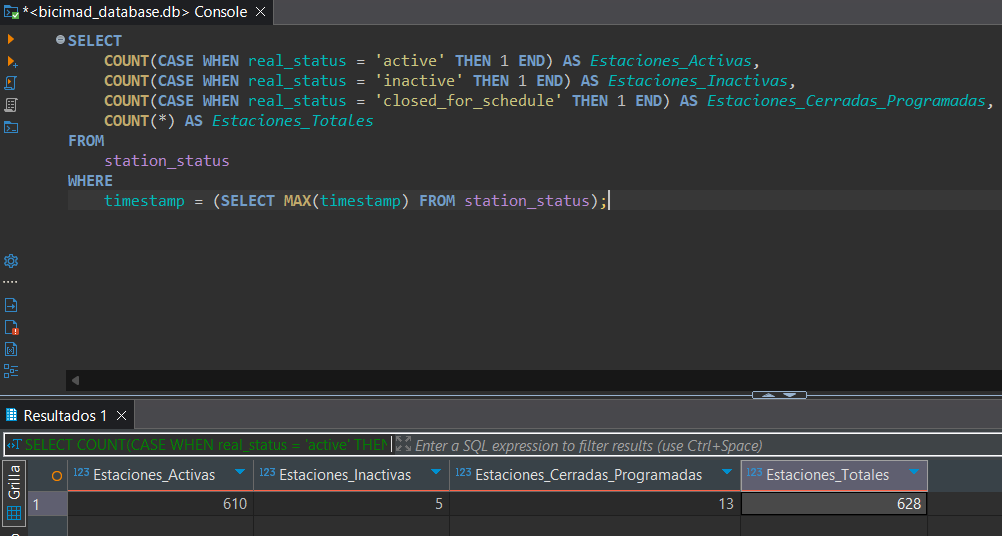 *<bicimad_database.db> Console
SELECT
COUNT(CASE WHEN real_status = 'active' THEN 1 END) AS Estaciones_Activas,
COUNT(CASE WHEN real_status = 'inactive' THEN 1 END) AS Estaciones_Inactivas,
COUNT(CASE WHEN real_status = 'closed_for_schedule' THEN 1 END) AS Estaciones_Cerradas_Programadas,
COUNT(*) AS Estaciones_Totales
FROM
station_status
WHERE
timestamp = (SELECT MAX(timestamp) FROM station_status);
Resultados 1
SELECT COUNT(CASE WHEN real_status = 'active' THEN Enter a SQL expression to filter results (use Ctrl+Space)
Grilla
123 Estaciones_Activas 123 Estaciones_Inactivas 123 Estaciones_Cerradas_Programadas 123 Estaciones_Totales
1 610 5 13 628